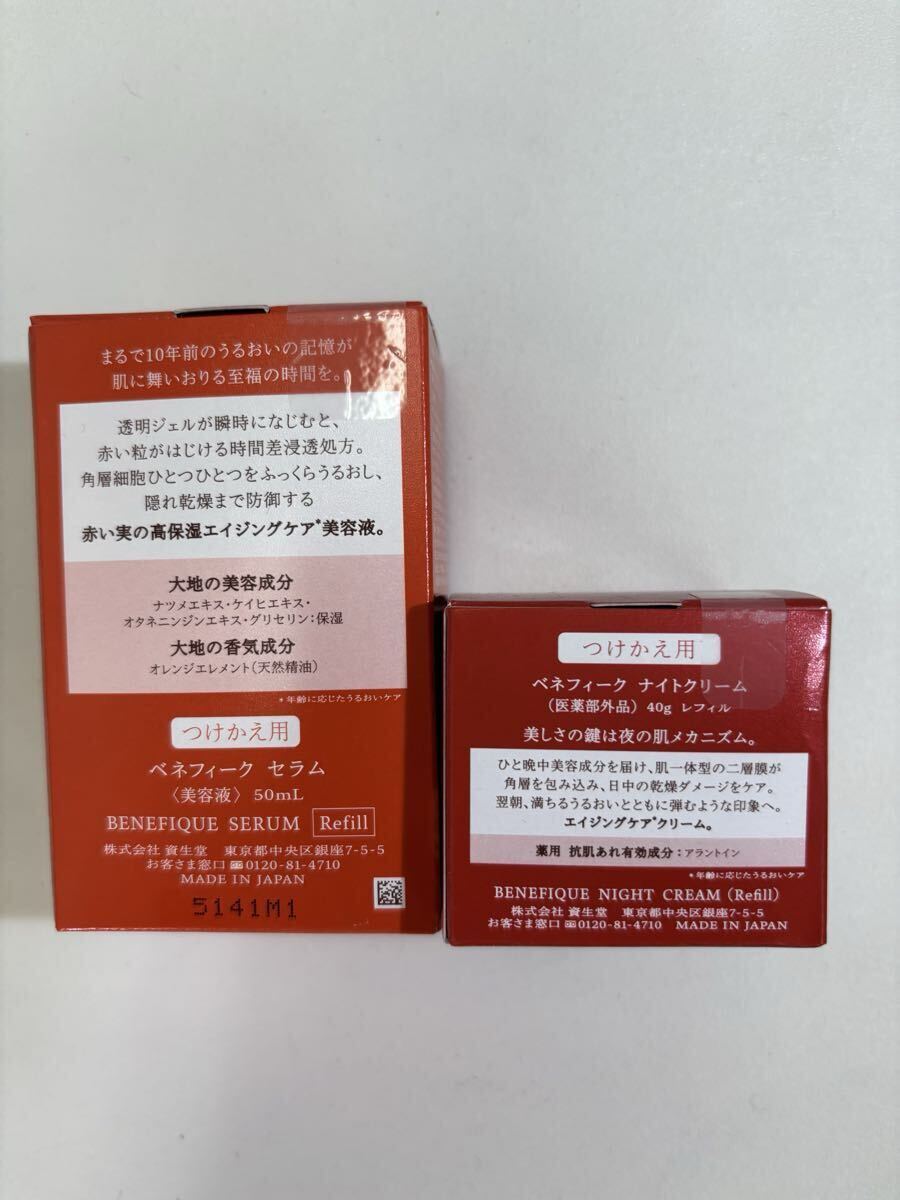 まるで10年前のうるおいの記憶が
肌に舞いおりる至福の時間を。
透明ジェルが瞬時になじむと、
赤い粒がはじける時間差浸透処方。
角層細胞ひとつひとつをふっくらうるおし、
隠れ乾燥まで防御する
赤い実の高保湿エイジングケア*美容液。
大地の美容成分
ナツメエキス・ケイヒエキス・
オタネニンジンエキス・グリセリン:保湿
大地の香気成分
オレンジエレメント(天然精油)
*年齢に応じたうるおいケア
つけかえ用
ベネフィーク セラム
〈美容液〉 50mL
BENEFIQUE SERUM Refill
株式会社 資生堂 東京都中央区銀座7-5-5
お客さま窓口 0120-81-4710
MADE IN JAPAN
5141M1
つけかえ用
ベネフィーク ナイトクリーム
(医薬部外品) 40g レフィル
美しさの鍵は夜の肌メカニズム。
ひと晩中美容成分を届け、肌一体型の二層膜が
角層を包み込み、日中の乾燥ダメージをケア。
翌朝、満ちるうるおいとともに弾むような印象へ。
エイジングケア*クリーム。
薬用 抗肌あれ有効成分:アラントイン
*年齢に応じたうるおいケア
BENEFIQUE NIGHT CREAM (Refill)
株式会社 資生堂 東京都中央区銀座7-5-5
お客さま窓口 0120-81-4710 MADE IN JAPAN